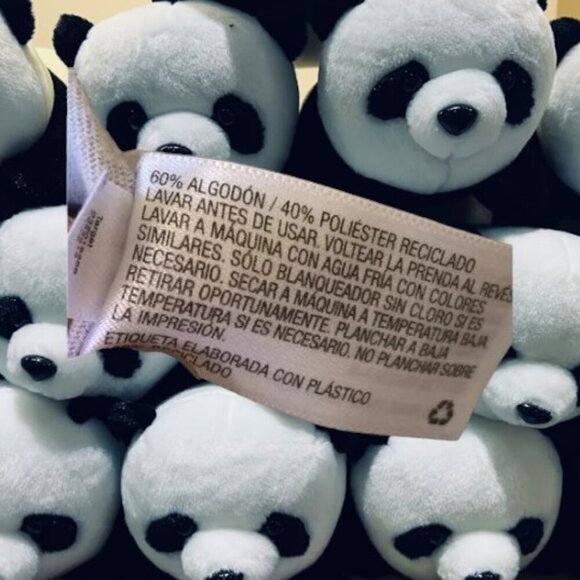 60% ALGODÓN / 40% POLIÉSTER RECICLADO
LAVAR ANTES DE USAR. VOLTEAR LA PRENDA AL REVÉS
LAVAR A MÁQUINA CON AGUA FRÍA CON COLORES
SIMILARES. SÓLO BLANQUEADOR SIN CLORO SI ES
NECESARIO. SECAR A MÁQUINA A TEMPERATURA BAJA,
RETIRAR OPORTUNAMENTE. PLANCHAR A BAJA
TEMPERATURA SI ES NECESARIO. NO PLANCHAR SOBRE
LA IMPRESIÓN.
ETIQUETA ELABORADA CON PLÁSTICO
RECICLADO
Target